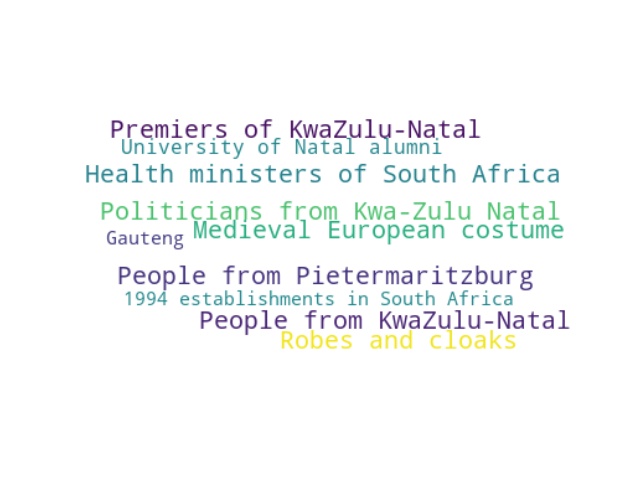 Premiers of KwaZulu-Natal
University of Natal alumni
Health ministers of South Africa
Politicians from Kwa-Zulu Natal
Medieval European costume
Gauteng
People from Pietermaritzburg
1994 establishments in South Africa
People from KwaZulu-Natal
Robes and cloaks